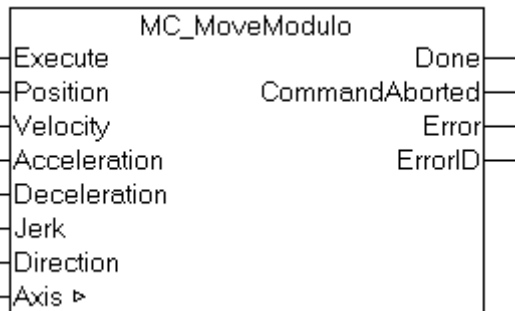 MC_MoveModulo
Execute Done
Position CommandAborted
Velocity Error
Acceleration ErrorID
Deceleration
Jerk
Direction
Axis